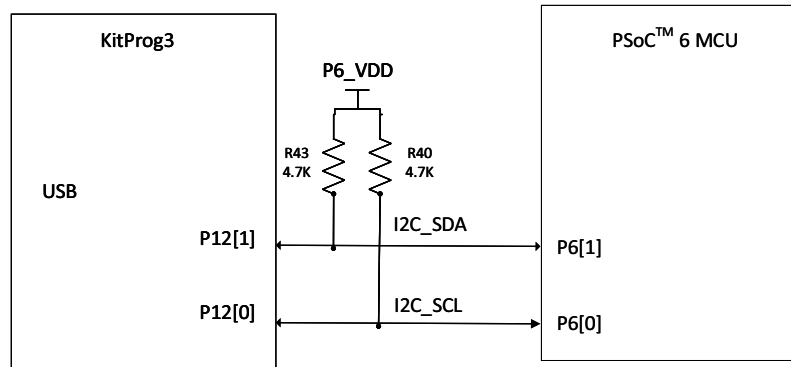 KitProg3
PSoC™ 6 MCU
P6_VDD
R43
4.7K
R40
4.7K
USB
I2C_SDA
P12[1]
P6[1]
I2C_SCL
P12[0]
P6[0]